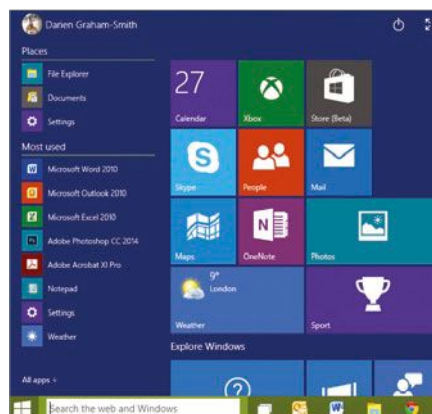 Darien Graham-Smith
Places
File Explorer
Documents
Settings
Most used
Microsoft Word 2010
Microsoft Outlook 2010
Microsoft Excel 2010
Adobe Photoshop CC 2014
Adobe Acrobat XI Pro
Notepad
Settings
Weather
All apps
27
Calendar
Xbox
Store (Beta)
Skype
People
Mail
Maps
OneNote
Photos
9°
London
Weather
Sport
Explore Windows
Search the web and Windows